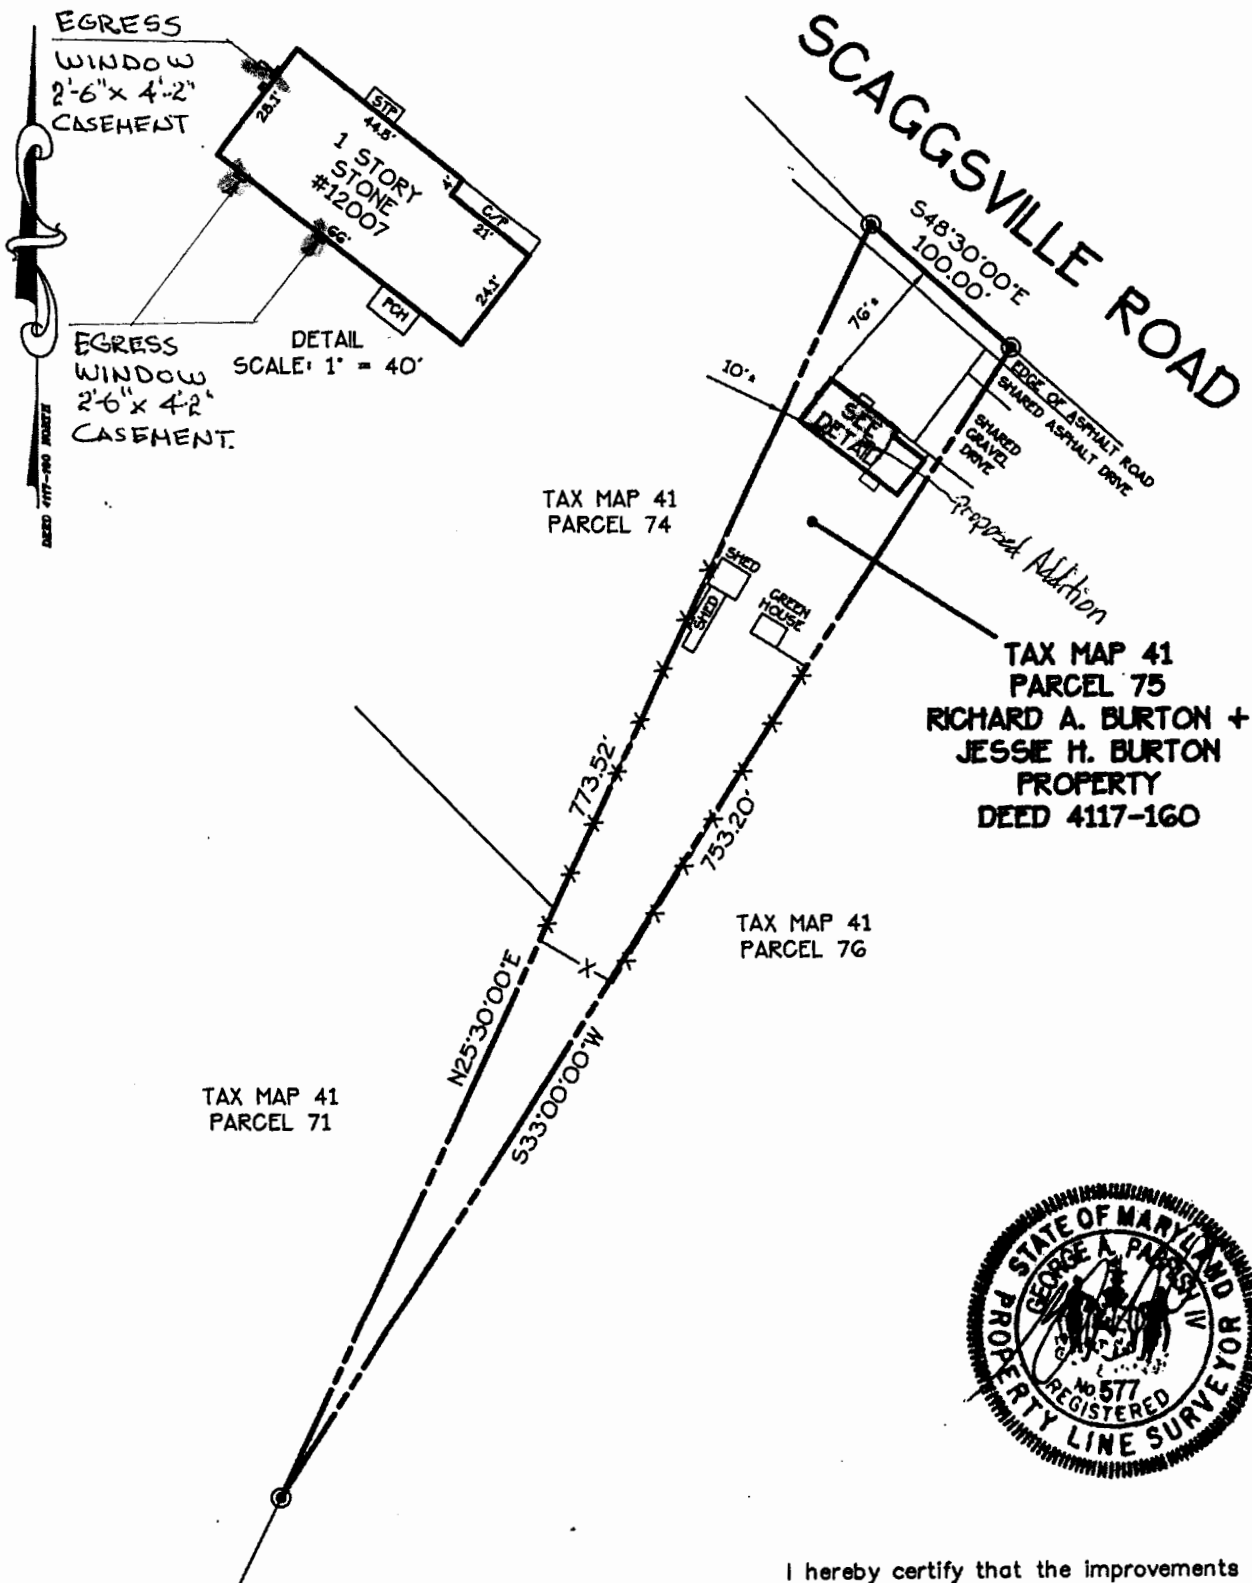 EGRESS
WINDOW
2'-6" x 4'-2"
CASEMENT
STP
28.1'
44.8'
1 STORY
STONE
#12007
4'
C/P
21'
66'
24.1'
PCH
DETAIL
SCALE: 1" = 40'
EGRESS
WINDOW
2'-6" x 4'-2"
CASEMENT.
DEED 4117-160 NORTH
SCAGGSVILLE ROAD
S48°30'00"E
100.00'
76'±
10'±
SEE
DETAIL
EDGE OF ASPHALT ROAD
SHARED ASPHALT DRIVE
SHARED
GRAVEL
DRIVE
Proposed Addition
TAX MAP 41
PARCEL 74
SHED
SHED
GREEN
HOUSE
TAX MAP 41
PARCEL 75
RICHARD A. BURTON +
JESSIE H. BURTON
PROPERTY
DEED 4117-160
773.52'
753.20'
TAX MAP 41
PARCEL 76
N25°30'00"E
S33°00'00"W
TAX MAP 41
PARCEL 71
STATE OF MARYLAND
GEORGE A. PARRISH IV
No. 577
REGISTERED
PROPERTY LINE SURVEYOR
I hereby certify that the improvements